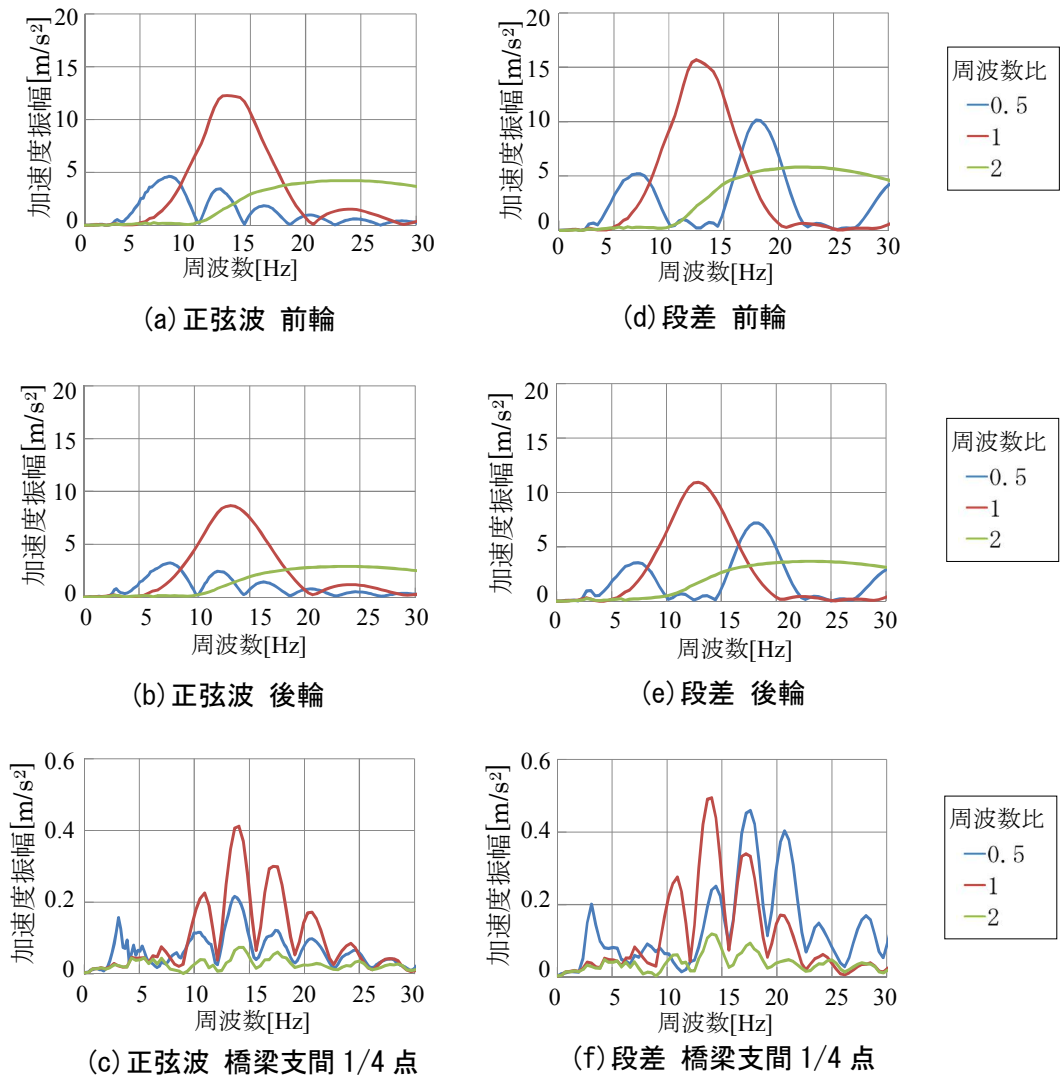 20
15
10
5
0
加速度振幅[m/s²]
0 5 10 15 20 25 30
周波数[Hz]
(a)正弦波 前輪
20
15
10
5
0
加速度振幅[m/s²]
0 5 10 15 20 25 30
周波数[Hz]
(d)段差 前輪
周波数比
0.5
1
2
20
15
10
5
0
加速度振幅[m/s²]
0 5 10 15 20 25 30
周波数[Hz]
(b)正弦波 後輪
20
15
10
5
0
加速度振幅[m/s²]
0 5 10 15 20 25 30
周波数[Hz]
(e)段差 後輪
周波数比
0.5
1
2
0.6
0.4
0.2
0
加速度振幅[m/s²]
0 5 10 15 20 25 30
周波数[Hz]
(c)正弦波 橋梁支間 1/4 点
0.6
0.4
0.2
0
加速度振幅[m/s²]
0 5 10 15 20 25 30
周波数[Hz]
(f)段差 橋梁支間 1/4 点
周波数比
0.5
1
2